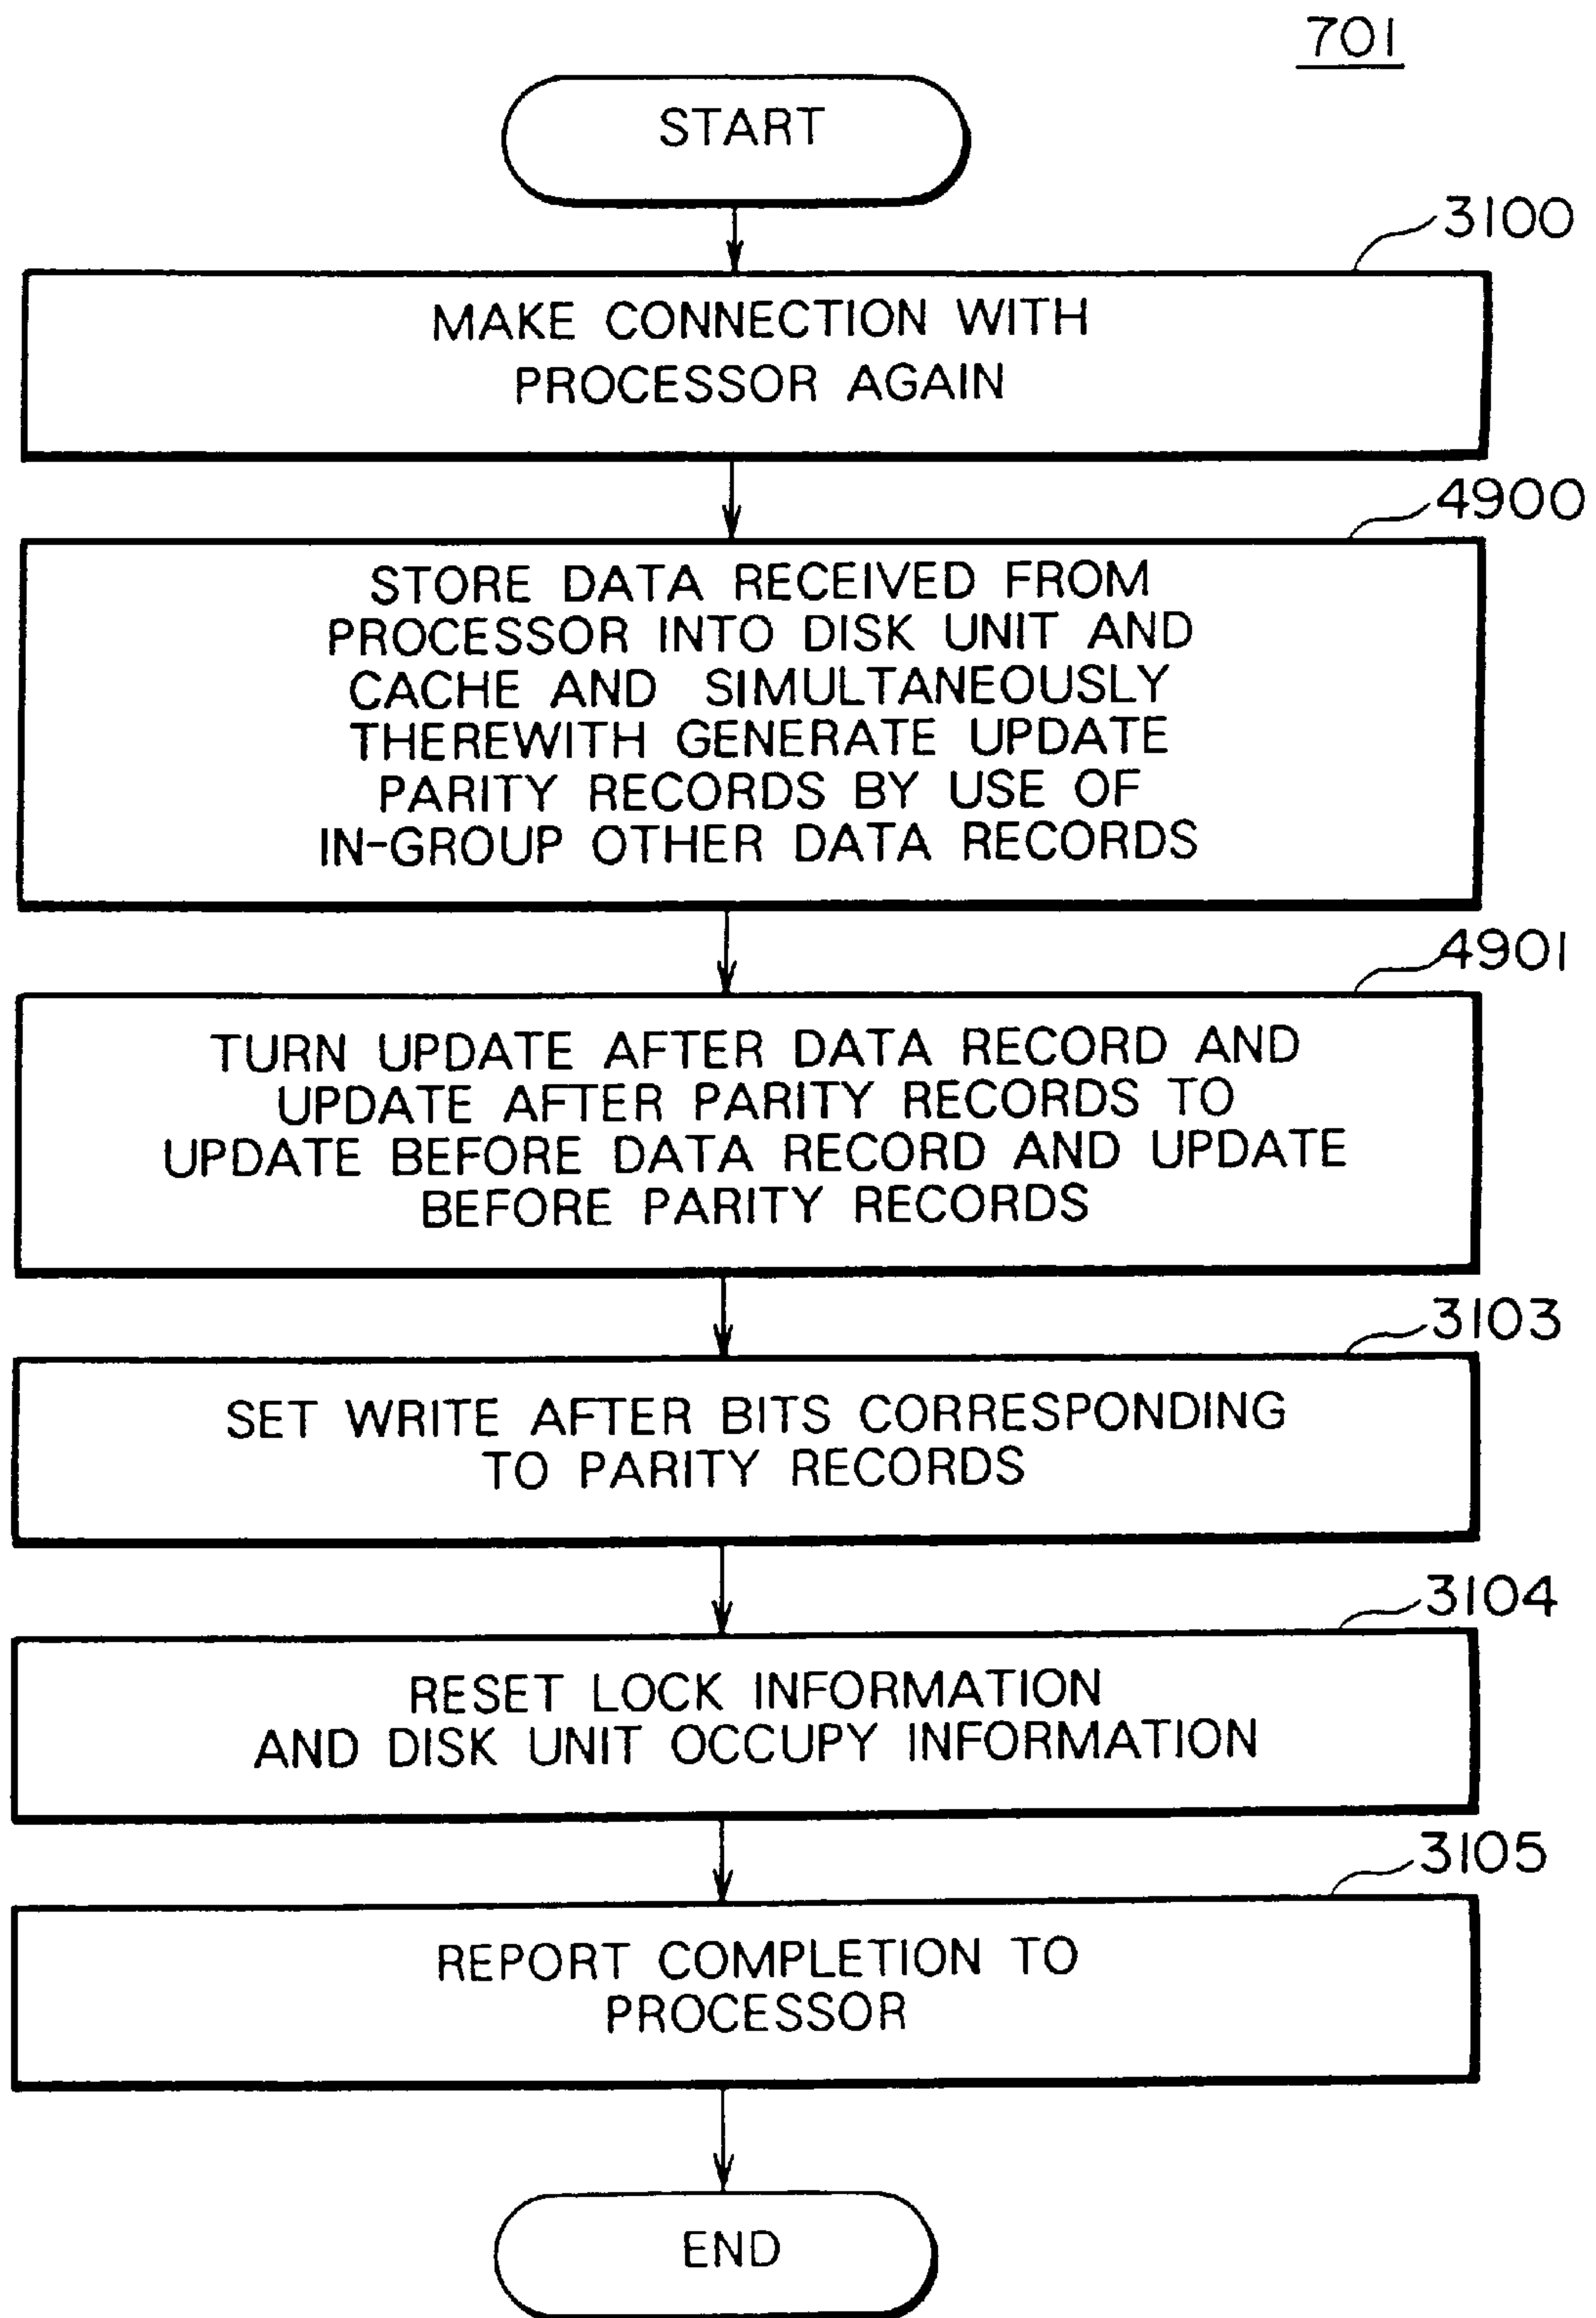 701
START
3100
MAKE CONNECTION WITH
PROCESSOR AGAIN
4900
STORE DATA RECEIVED FROM
PROCESSOR INTO DISK UNIT AND
CACHE AND SIMULTANEOUSLY
THEREWITH GENERATE UPDATE
PARITY RECORDS BY USE OF
IN-GROUP OTHER DATA RECORDS
4901
TURN UPDATE AFTER DATA RECORD AND
UPDATE AFTER PARITY RECORDS TO
UPDATE BEFORE DATA RECORD AND UPDATE
BEFORE PARITY RECORDS
3103
SET WRITE AFTER BITS CORRESPONDING
TO PARITY RECORDS
3104
RESET LOCK INFORMATION
AND DISK UNIT OCCUPY INFORMATION
3105
REPORT COMPLETION TO
PROCESSOR
END